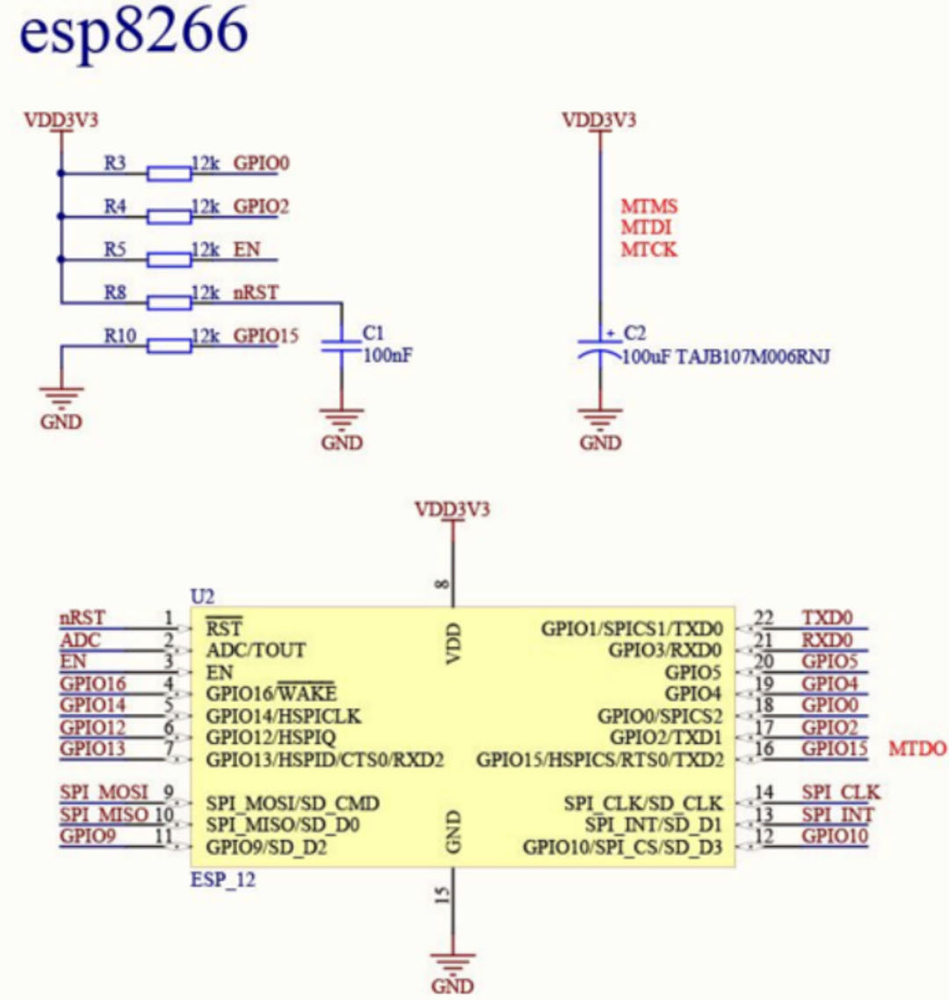 esp8266
VDD3V3
R3 12k GPIO0
R4 12k GPIO2
R5 12k EN
R8 12k nRST
R10 12k GPIO15
GND
C1
100nF
GND
VDD3V3
MTMS
MTDI
MTCK
+ C2
100uF TAJB107M006RNJ
GND
VDD3V3
8
U2
nRST 1 RST
ADC 2 ADC/TOUT
EN 3 EN
GPIO16 4 GPIO16/WAKE
GPIO14 5 GPIO14/HSPICLK
GPIO12 6 GPIO12/HSPIQ
GPIO13 7 GPIO13/HSPID/CTS0/RXD2
SPI_MOSI 9 SPI_MOSI/SD_CMD
SPI_MISO 10 SPI_MISO/SD_D0
GPIO9 11 GPIO9/SD_D2
VDD
GND
GPIO1/SPICS1/TXD0 22 TXD0
GPIO3/RXD0 21 RXD0
GPIO5 20 GPIO5
GPIO4 19 GPIO4
GPIO0/SPICS2 18 GPIO0
GPIO2/TXD1 17 GPIO2
GPIO15/HSPICS/RTS0/TXD2 16 GPIO15 MTDO
SPI_CLK/SD_CLK 14 SPI_CLK
SPI_INT/SD_D1 13 SPI_INT
GPIO10/SPI_CS/SD_D3 12 GPIO10
ESP_12
15
GND